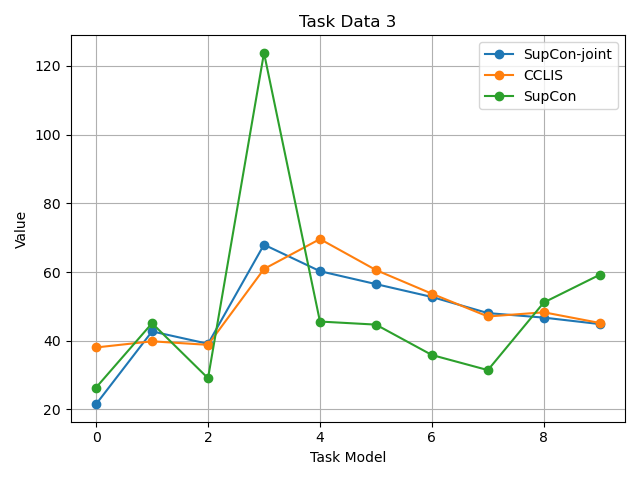 Task Data 3
SupCon-joint
CCLIS
SupCon
Value
120
100
80
60
40
20
0
2
4
6
8
Task Model